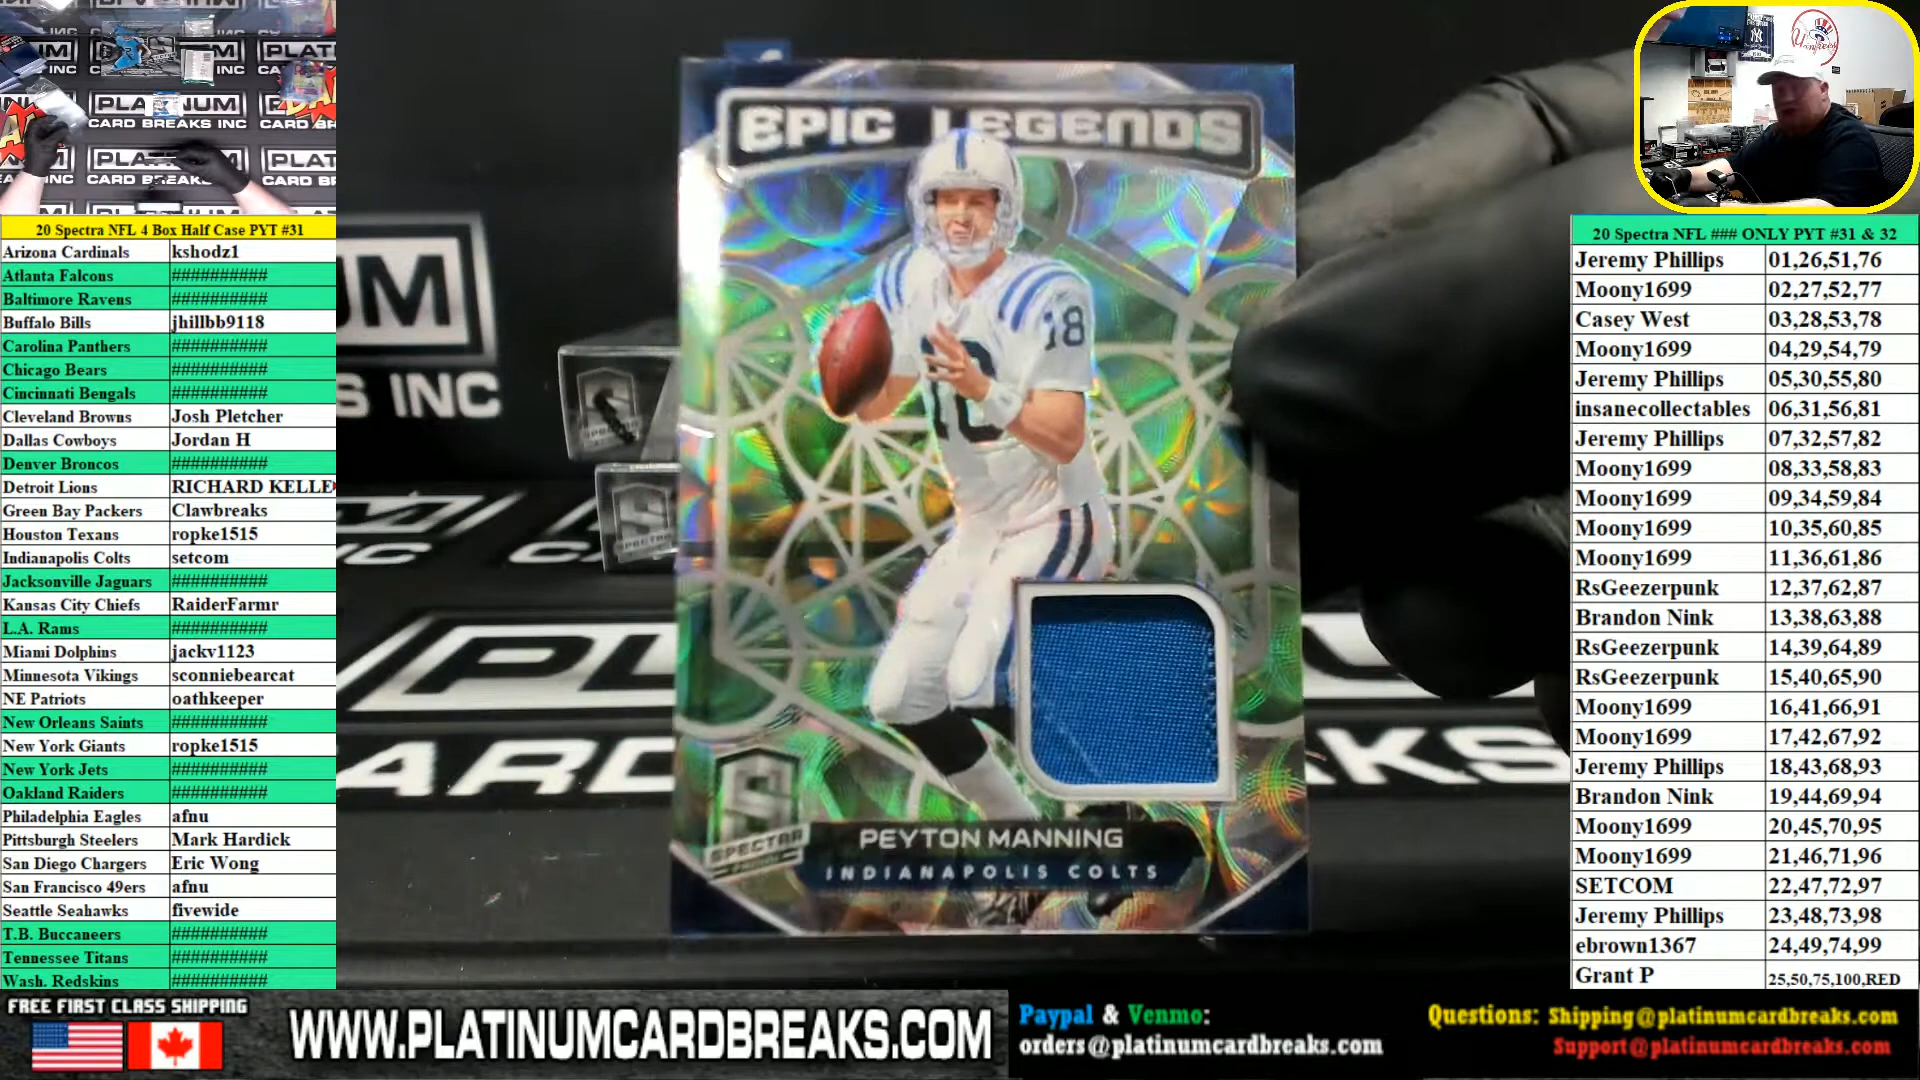 PLATINUM
CARD BREAKS INC
20 Spectra NFL 4 Box Half Case PYT #31
Arizona Cardinals kshodz1
Atlanta Falcons ##########
Baltimore Ravens ##########
Buffalo Bills jhillbb9118
Carolina Panthers ##########
Chicago Bears ##########
Cincinnati Bengals ##########
Cleveland Browns Josh Pletcher
Dallas Cowboys Jordan H
Denver Broncos ##########
Detroit Lions RICHARD KELLE
Green Bay Packers Clawbreaks
Houston Texans ropke1515
Indianapolis Colts setcom
Jacksonville Jaguars ##########
Kansas City Chiefs RaiderFarmr
L.A. Rams ##########
Miami Dolphins jackv1123
Minnesota Vikings sconniebearcat
NE Patriots oathkeeper
New Orleans Saints ##########
New York Giants ropke1515
New York Jets ##########
Oakland Raiders ##########
Philadelphia Eagles afnu
Pittsburgh Steelers Mark Hardick
San Diego Chargers Eric Wong
San Francisco 49ers afnu
Seattle Seahawks fivewide
T.B. Buccaneers ##########
Tennessee Titans ##########
Wash. Redskins ##########
EPIC LEGENDS
18
18
SPECTRA
PEYTON MANNING
INDIANAPOLIS COLTS
20 Spectra NFL ### ONLY PYT #31 & 32
Jeremy Phillips 01,26,51,76
Moony1699 02,27,52,77
Casey West 03,28,53,78
Moony1699 04,29,54,79
Jeremy Phillips 05,30,55,80
insanecollectables 06,31,56,81
Jeremy Phillips 07,32,57,82
Moony1699 08,33,58,83
Moony1699 09,34,59,84
Moony1699 10,35,60,85
Moony1699 11,36,61,86
RsGeezerpunk 12,37,62,87
Brandon Nink 13,38,63,88
RsGeezerpunk 14,39,64,89
RsGeezerpunk 15,40,65,90
Moony1699 16,41,66,91
Moony1699 17,42,67,92
Jeremy Phillips 18,43,68,93
Brandon Nink 19,44,69,94
Moony1699 20,45,70,95
Moony1699 21,46,71,96
SETCOM 22,47,72,97
Jeremy Phillips 23,48,73,98
ebrown1367 24,49,74,99
Grant P 25,50,75,100,RED
FREE FIRST CLASS SHIPPING
WWW.PLATINUMCARDBREAKS.COM
Paypal & Venmo:
orders@platinumcardbreaks.com
Questions: Shipping@platinumcardbreaks.com
Support@platinumcardbreaks.com